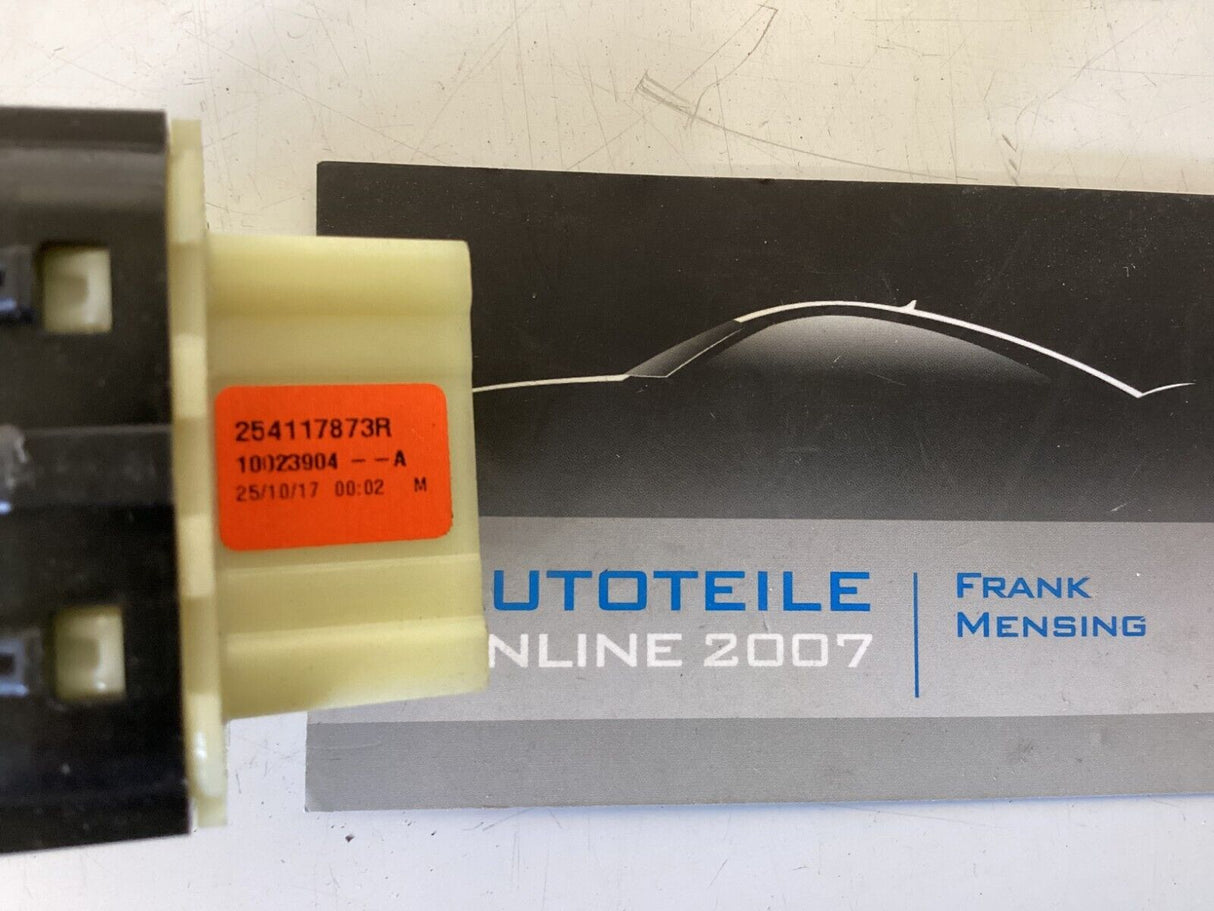 254117873R
10023904 - - A
25/10/17 00:02 M
UTOTEILE
NLINE 2007
FRANK
MENSING